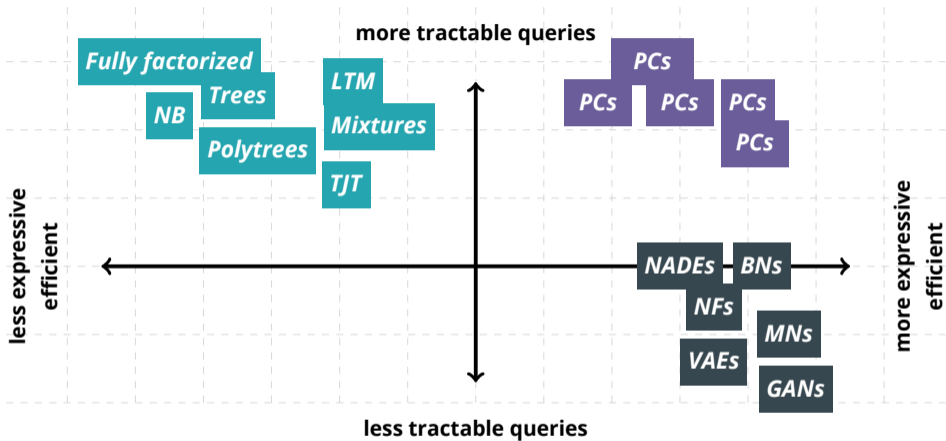 more tractable queries
Fully factorized
PCs
LTM
Trees
PCs
PCs
PCs
NB
Mixtures
Polytrees
PCs
TJT
less expressive
efficient
more expressive
efficient
NADEs
BNs
NFs
MNs
VAEs
GANs
less tractable queries